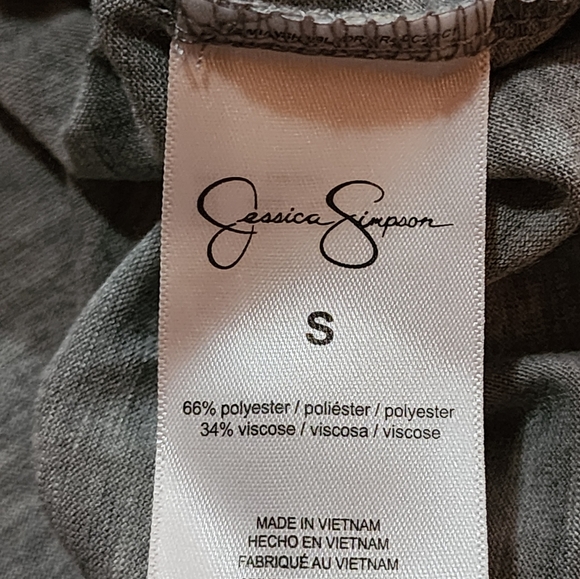 Jessica Simpson
S
66% polyester / poliéster / polyester
34% viscose / viscosa / viscose
MADE IN VIETNAM
HECHO EN VIETNAM
FABRIQUÉ AU VIETNAM